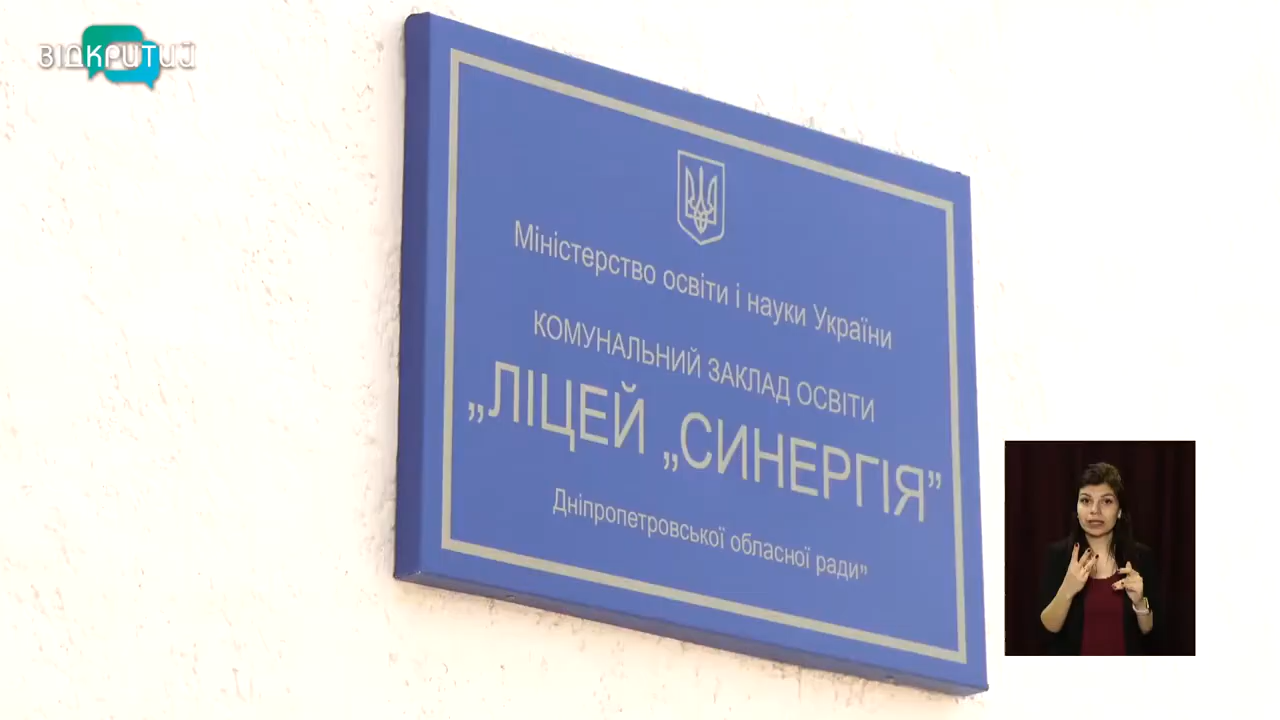 ВІДКРИТИЙ
Міністерство освіти і науки України
КОМУНАЛЬНИЙ ЗАКЛАД ОСВІТИ
„ЛІЦЕЙ „СИНЕРГІЯ”
Дніпропетровської обласної ради”